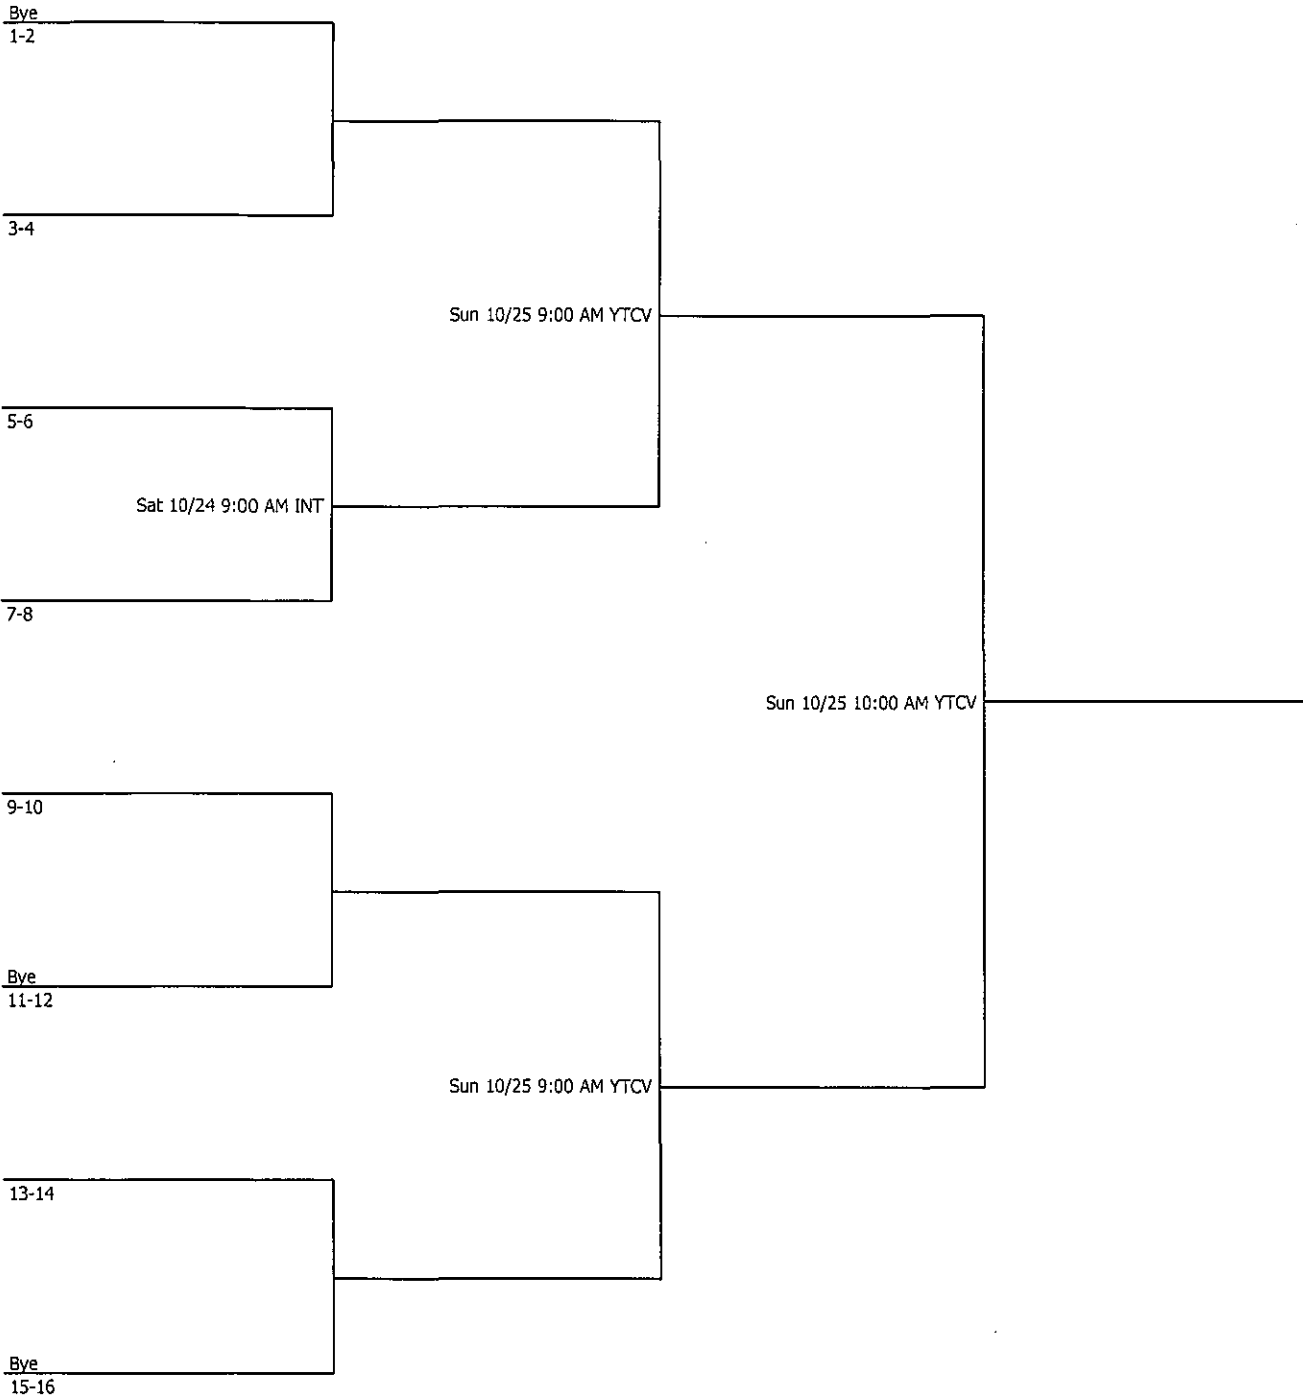 Bye
1-2
3-4
Sun 10/25 9:00 AM YTCV
5-6
Sat 10/24 9:00 AM INT
7-8
Sun 10/25 10:00 AM YTCV
9-10
Bye
11-12
Sun 10/25 9:00 AM YTCV
13-14
Bye
15-16